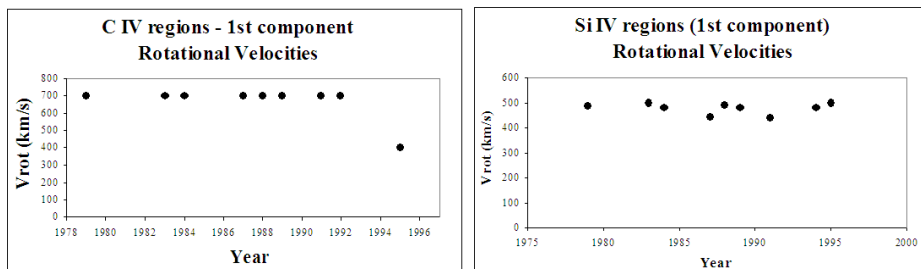 C IV regions - 1st component
Rotational Velocities
Vrot (km/s)
800
700
600
500
400
300
200
100
0
1978 1980 1982 1984 1986 1988 1990 1992 1994 1996
Year
Si IV regions (1st component)
Rotational Velocities
Vrot (km/s)
600
500
400
300
200
100
0
1975 1980 1985 1990 1995 2000
Year